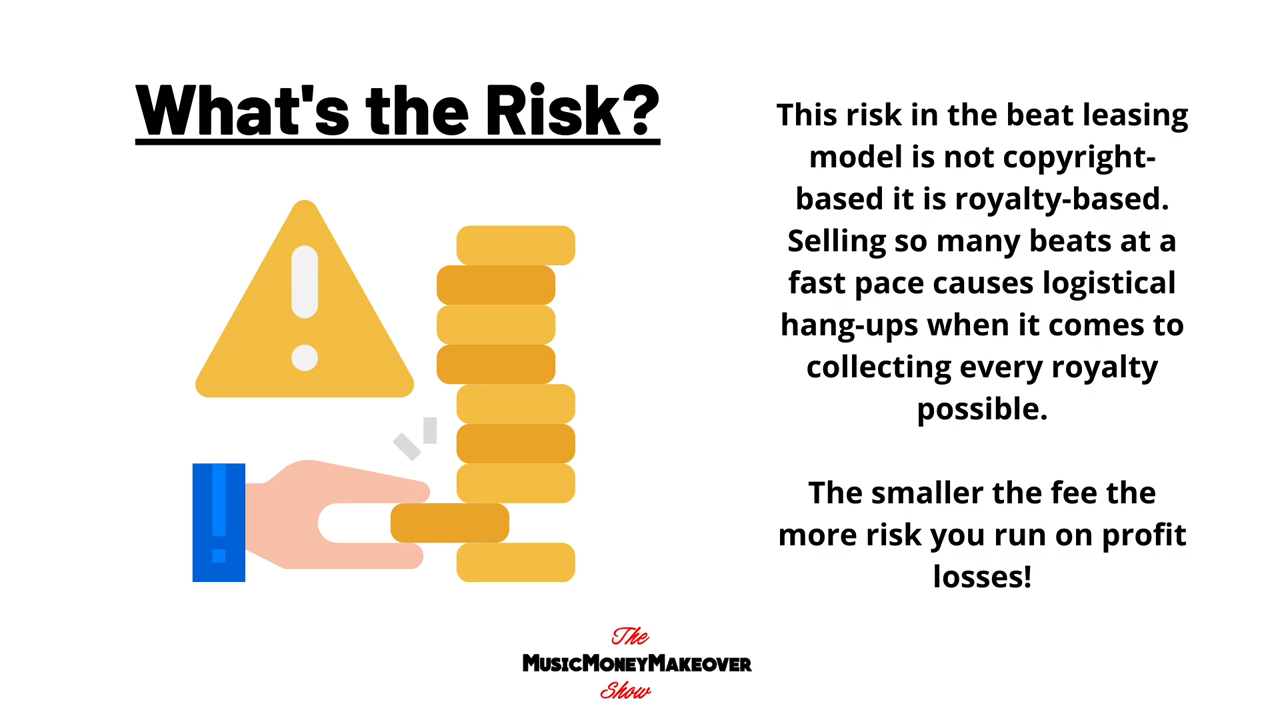 What's the Risk?
This risk in the beat leasing
model is not copyright-
based it is royalty-based.
Selling so many beats at a
fast pace causes logistical
hang-ups when it comes to
collecting every royalty
possible.
The smaller the fee the
more risk you run on profit
losses!
The
MusicMoneyMakeover
Show